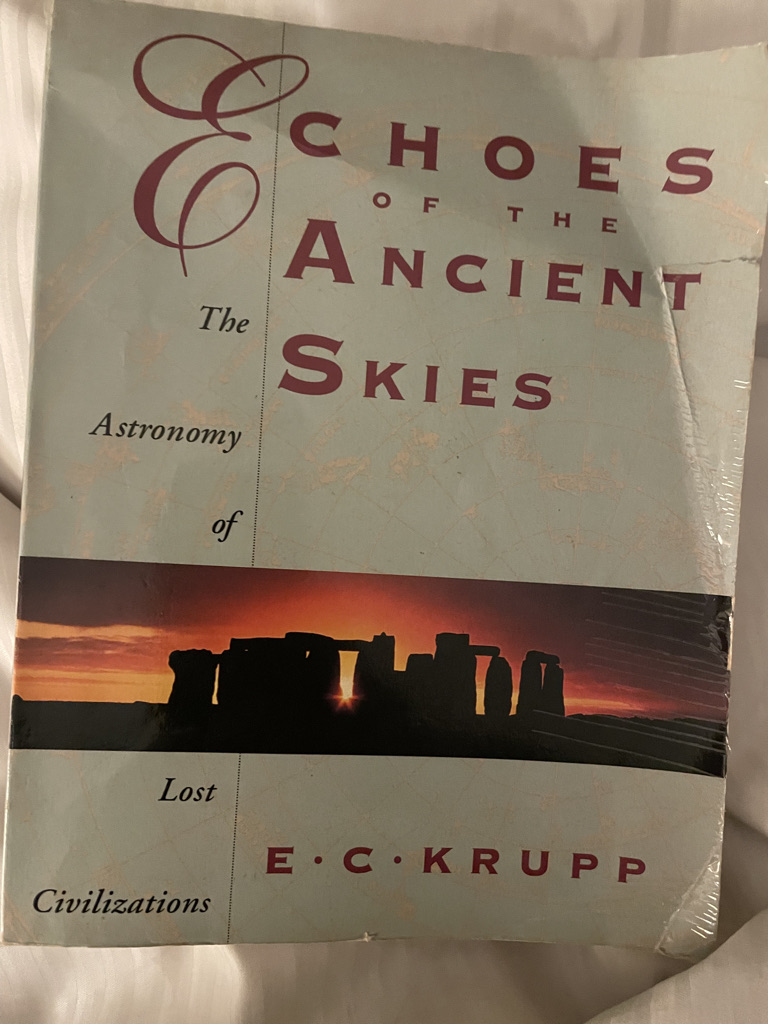 ECHOES
OF THE
ANCIENT
SKIES
The
Astronomy
of
Lost
Civilizations
E·C·KRUPP